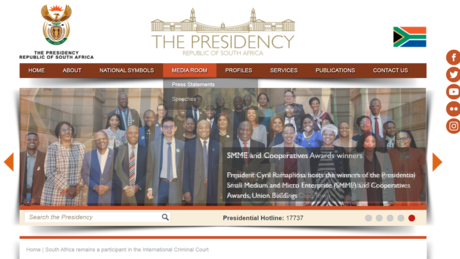 THE PRESIDENCY
REPUBLIC OF SOUTH AFRICA
THE PRESIDENCY
REPUBLIC OF SOUTH AFRICA
HOME ABOUT NATIONAL SYMBOLS MEDIA ROOM PROFILES SERVICES PUBLICATIONS CONTACT US
Press Statements
Speeches
SMME and Cooperatives Awards winners
President Cyril Ramaphosa hosts the winners of the Presidential
Small Medium and Micro Enterprise (SMME) and Cooperatives
Awards, Union Buildings
Search the Presidency
Presidential Hotline: 17737
Home | South Africa remains a participant in the International Criminal Court